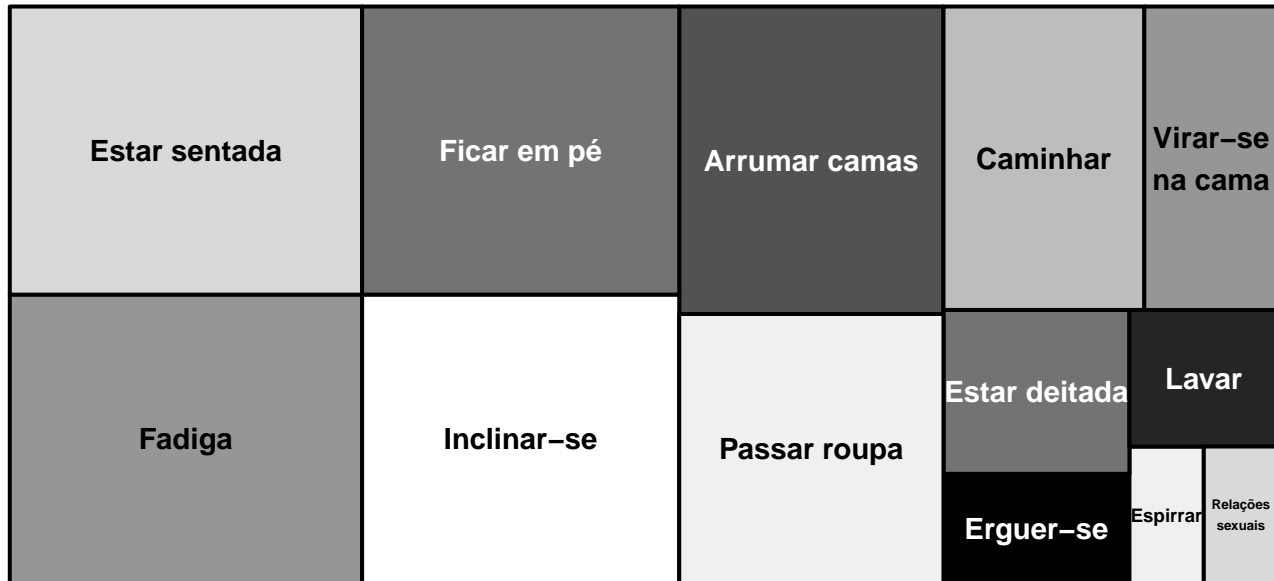 Estar sentada
Ficar em pé
Arrumar camas
Caminhar
Virar−se
na cama
Fadiga
Inclinar−se
Passar roupa
Estar deitada
Lavar
Erguer−se
Espirrar
Relações
sexuais